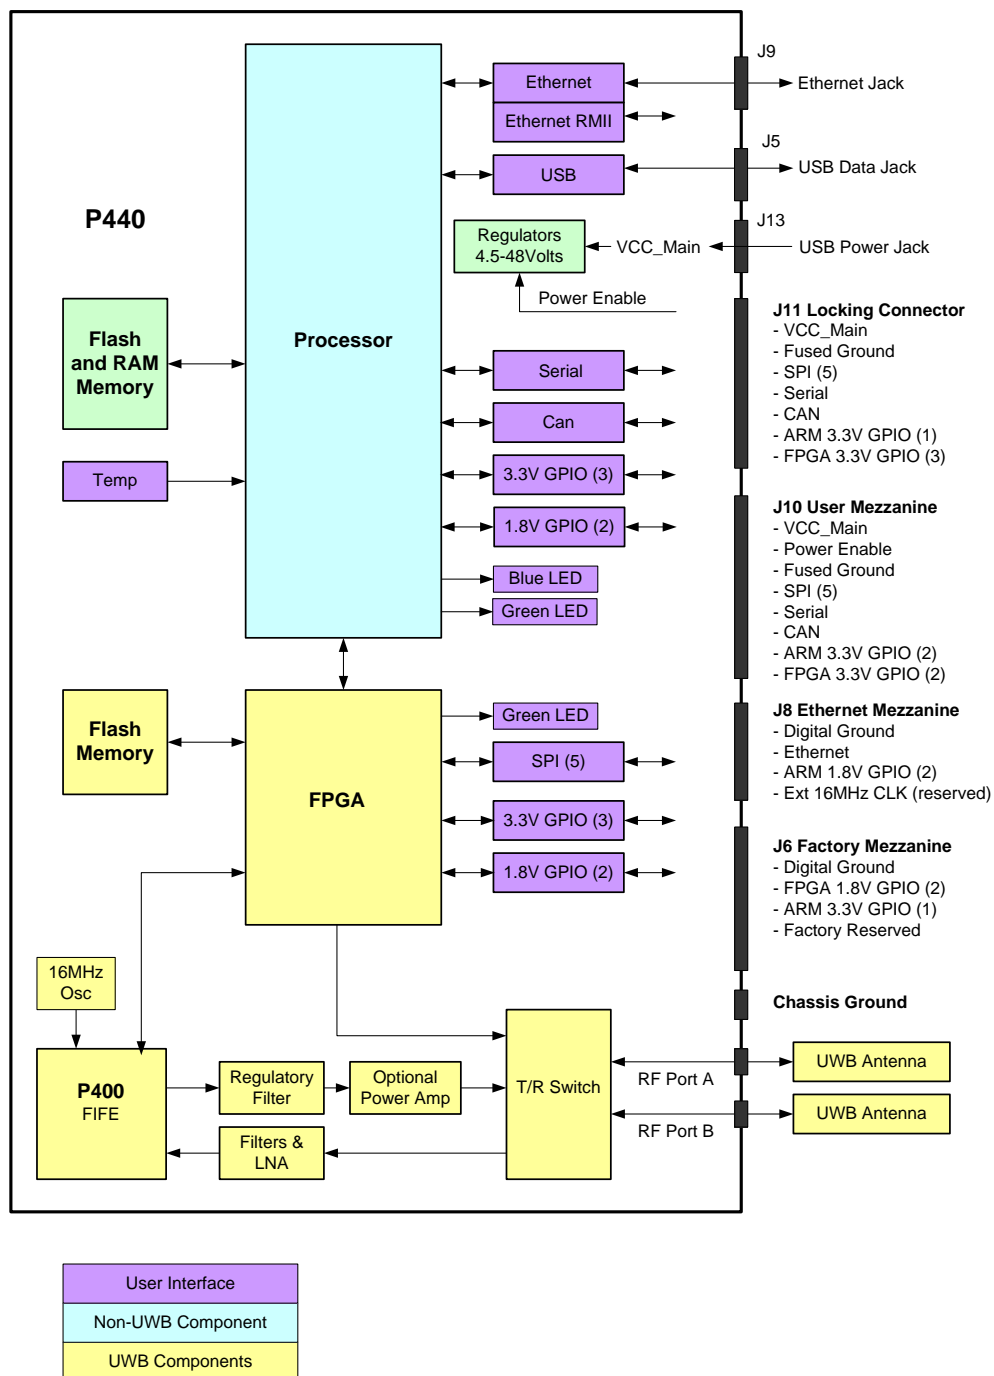 P440
Processor
Flash
and RAM
Memory
Temp
Ethernet
Ethernet RMII
USB
Regulators
4.5-48Volts
VCC_Main
Power Enable
Serial
Can
3.3V GPIO (3)
1.8V GPIO (2)
Blue LED
Green LED
J9
Ethernet Jack
J5
USB Data Jack
J13
USB Power Jack
J11 Locking Connector
- VCC_Main
- Fused Ground
- SPI (5)
- Serial
- CAN
- ARM 3.3V GPIO (1)
- FPGA 3.3V GPIO (3)
J10 User Mezzanine
- VCC_Main
- Power Enable
- Fused Ground
- SPI (5)
- Serial
- CAN
- ARM 3.3V GPIO (2)
- FPGA 3.3V GPIO (2)
Flash
Memory
FPGA
Green LED
SPI (5)
3.3V GPIO (3)
1.8V GPIO (2)
J8 Ethernet Mezzanine
- Digital Ground
- Ethernet
- ARM 1.8V GPIO (2)
- Ext 16MHz CLK (reserved)
J6 Factory Mezzanine
- Digital Ground
- FPGA 1.8V GPIO (2)
- ARM 3.3V GPIO (1)
- Factory Reserved
Chassis Ground
16MHz
Osc
P400
FIFE
Regulatory
Filter
Optional
Power Amp
Filters &
LNA
T/R Switch
RF Port A
RF Port B
UWB Antenna
UWB Antenna
User Interface
Non-UWB Component
UWB Components